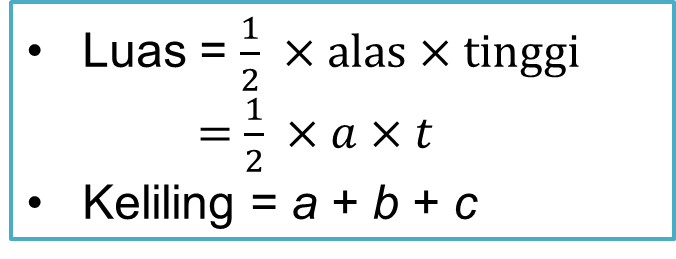 • Luas = 1/2 × alas × tinggi
= 1/2 × a × t
• Keliling = a + b + c